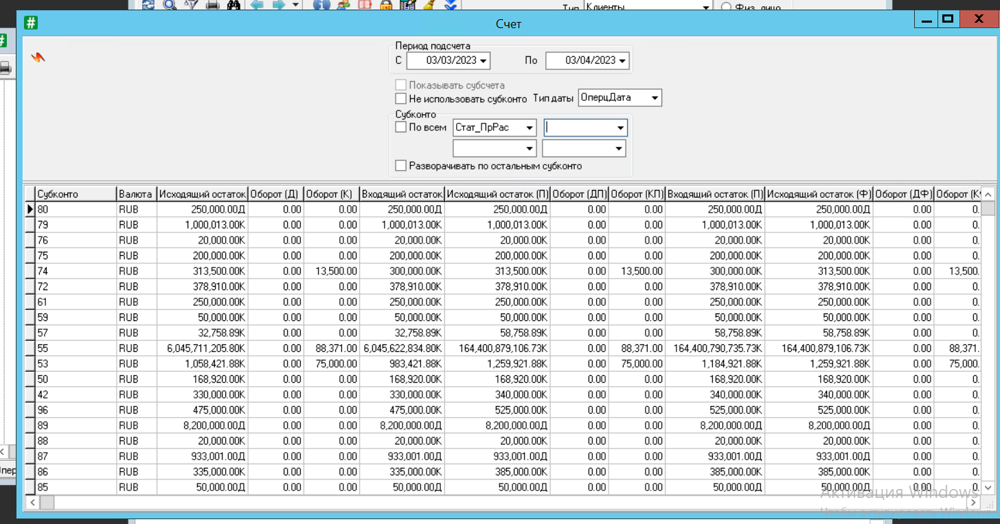 Тип Клиенты Физ. лицо
Счет
Период подсчета
С 03/03/2023 По 03/04/2023
Показывать субсчета
Не использовать субконто Тип даты ОперцДата
Субконто
По всем Стат_ПрРас
Разворачивать по остальным субконто
Субконто Валюта Исходящий остаток Оборот (Д) Оборот (К) Входящий остаток Исходящий остаток (П) Оборот (ДП) Оборот (КП) Входящий остаток (П) Исходящий остаток (Ф) Оборот (ДФ) Оборот (К
80 RUB 250,000.00Д 0.00 0.00 250,000.00Д 250,000.00Д 0.00 0.00 250,000.00Д 250,000.00Д 0.00 0.
79 RUB 1,000,013.00К 0.00 0.00 1,000,013.00К 1,000,013.00К 0.00 0.00 1,000,013.00К 1,000,013.00К 0.00 0.
76 RUB 20,000.00К 0.00 0.00 20,000.00К 20,000.00К 0.00 0.00 20,000.00К 20,000.00К 0.00 0.
75 RUB 200,000.00К 0.00 0.00 200,000.00К 200,000.00К 0.00 0.00 200,000.00К 200,000.00К 0.00 0.
74 RUB 313,500.00К 0.00 13,500.00 300,000.00К 313,500.00К 0.00 13,500.00 300,000.00К 313,500.00К 0.00 13,500.
72 RUB 378,910.00К 0.00 0.00 378,910.00К 378,910.00К 0.00 0.00 378,910.00К 378,910.00К 0.00 0.
61 RUB 250,000.00К 0.00 0.00 250,000.00К 250,000.00К 0.00 0.00 250,000.00К 250,000.00К 0.00 0.
59 RUB 50,000.00К 0.00 0.00 50,000.00К 50,000.00К 0.00 0.00 50,000.00К 50,000.00К 0.00 0.
57 RUB 32,758.89К 0.00 0.00 32,758.89К 58,758.89К 0.00 0.00 58,758.89К 58,758.89К 0.00 0.
55 RUB 6,045,711,205.80К 0.00 88,371.00 6,045,622,834.80К 164,400,879,106.73К 0.00 88,371.00 164,400,790,735.73К 164,400,879,106.73К 0.00 88,371.
53 RUB 1,058,421.88К 0.00 75,000.00 983,421.88К 1,259,921.88К 0.00 75,000.00 1,184,921.88К 1,259,921.88К 0.00 75,000.
50 RUB 168,920.00К 0.00 0.00 168,920.00К 168,920.00К 0.00 0.00 168,920.00К 168,920.00К 0.00 0.
42 RUB 330,000.00К 0.00 0.00 330,000.00К 340,000.00К 0.00 0.00 340,000.00К 340,000.00К 0.00 0.
96 RUB 475,000.00К 0.00 0.00 475,000.00К 525,000.00К 0.00 0.00 525,000.00К 525,000.00К 0.00 0.
89 RUB 8,200,000.00Д 0.00 0.00 8,200,000.00Д 8,200,000.00Д 0.00 0.00 8,200,000.00Д 8,200,000.00Д 0.00 0.
88 RUB 20,000.00К 0.00 0.00 20,000.00К 20,000.00К 0.00 0.00 20,000.00К 20,000.00К 0.00 0.
87 RUB 933,001.00Д 0.00 0.00 933,001.00Д 933,001.00Д 0.00 0.00 933,001.00Д 933,001.00Д 0.00 0.
86 RUB 335,000.00К 0.00 0.00 335,000.00К 385,000.00К 0.00 0.00 385,000.00К 385,000.00К 0.00 0.
85 RUB 50,000.00Д 0.00 0.00 50,000.00Д 50,000.00Д 0.00 0.00 50,000.00Д 50,000.00Д 0.00 0.
Активация Windows
Чтобы активировать Windows